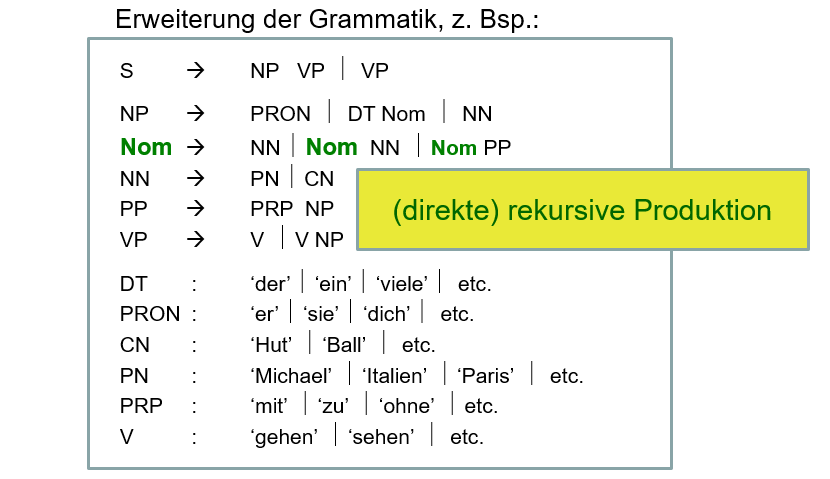 Erweiterung der Grammatik, z. Bsp.:
S → NP VP | VP
NP → PRON | DT Nom | NN
Nom → NN | Nom NN | Nom PP
NN → PN | CN
PP → PRP NP
(direkte) rekursive Produktion
VP → V | V NP
DT : ‘der’ | ‘ein’ | ‘viele’ | etc.
PRON : ‘er’ | ‘sie’ | ‘dich’ | etc.
CN : ‘Hut’ | ‘Ball’ | etc.
PN : ‘Michael’ | ‘Italien’ | ‘Paris’ | etc.
PRP : ‘mit’ | ‘zu’ | ‘ohne’ | etc.
V : ‘gehen’ | ‘sehen’ | etc.